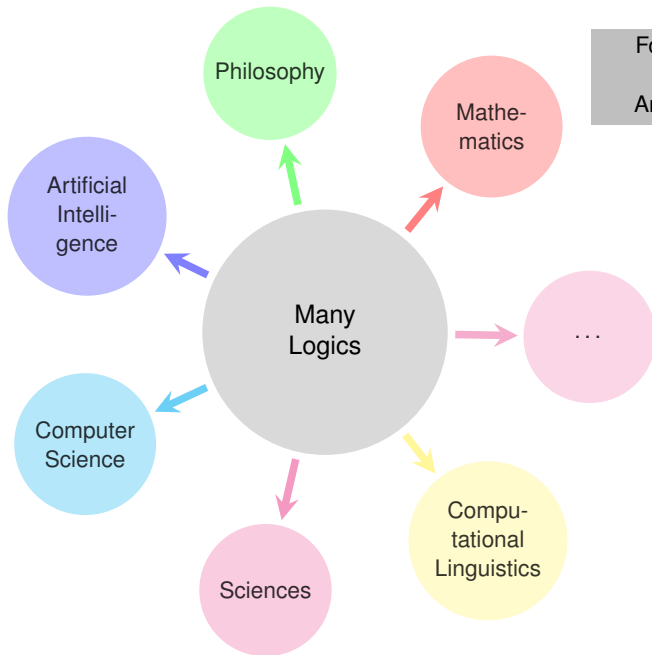 Philosophy
Mathe-
matics
Artificial
Intelli-
gence
Many
Logics
. . .
Computer
Science
Compu-
tational
Linguistics
Sciences